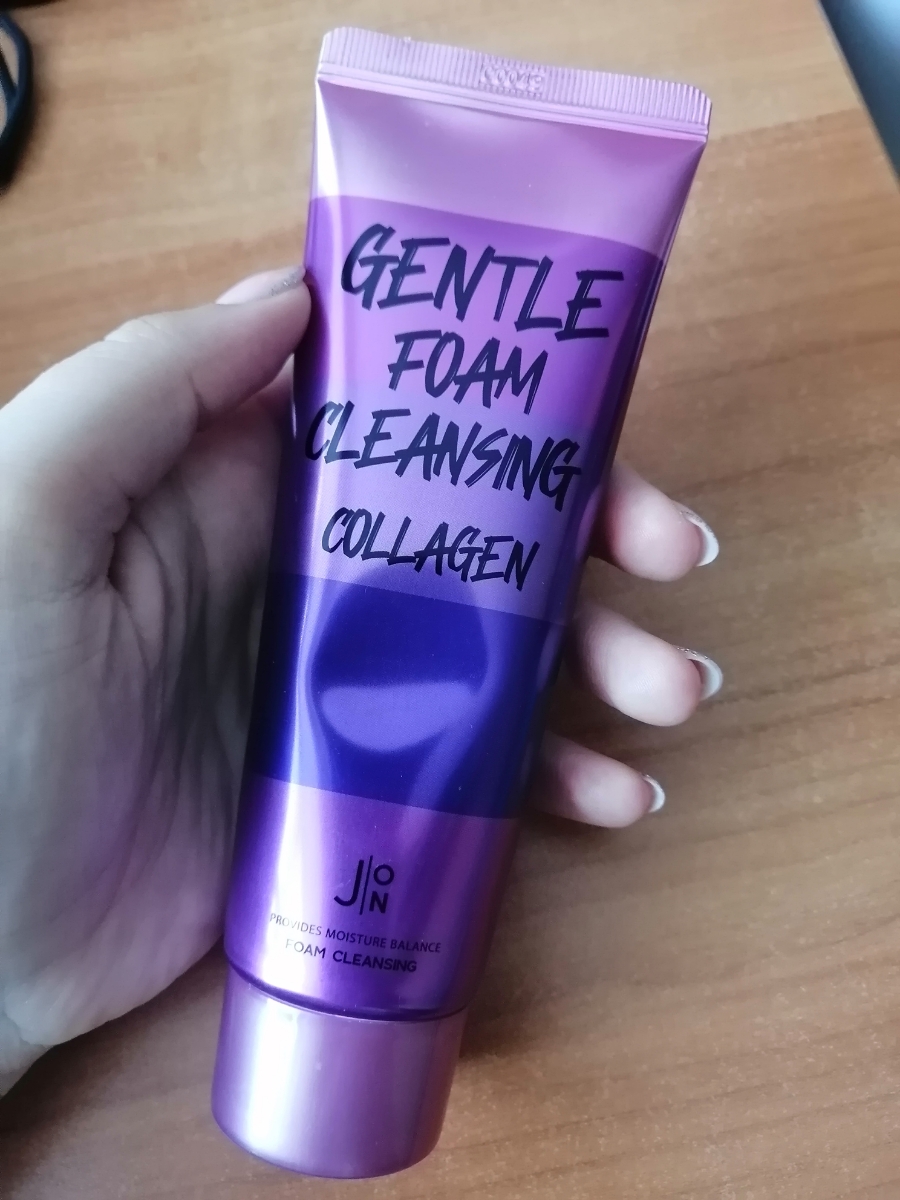 GENTLE
FOAM
CLEANSING
COLLAGEN
J|ON
PROVIDES MOISTURE BALANCE
FOAM CLEANSING